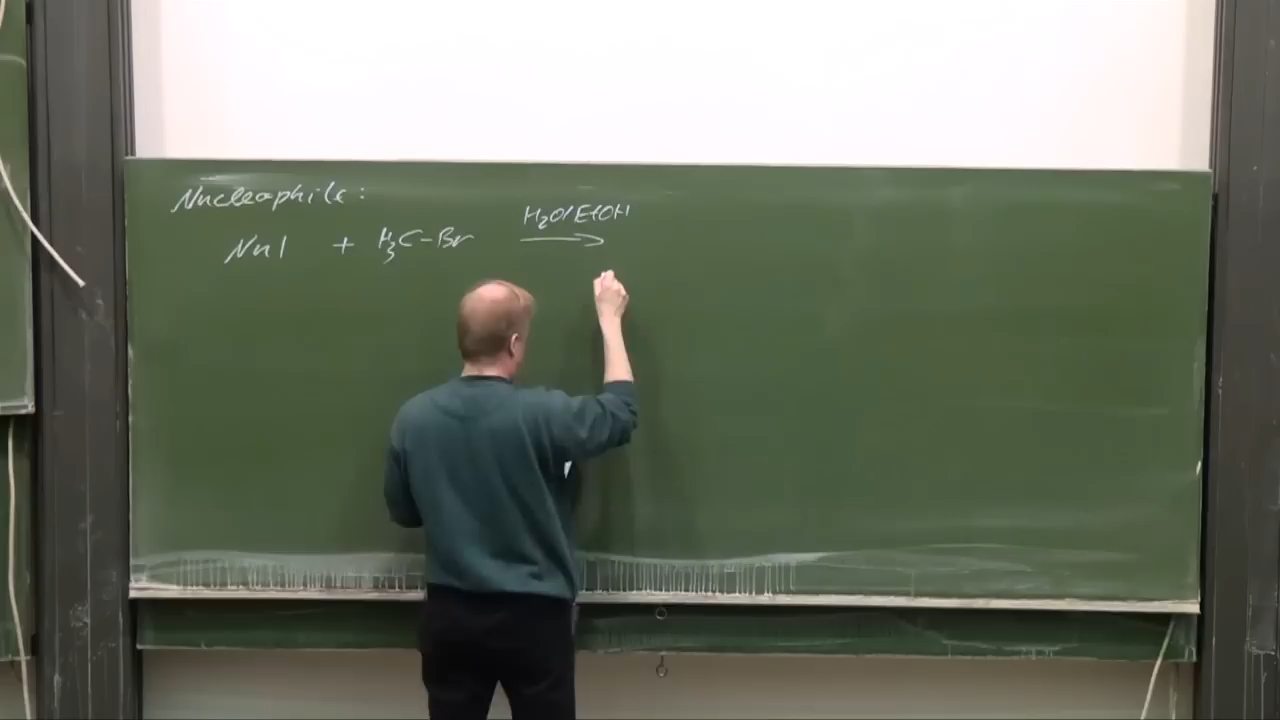 Nucleophile:
H₂O/EtOH
Nu| + H₃C-Br ⟶